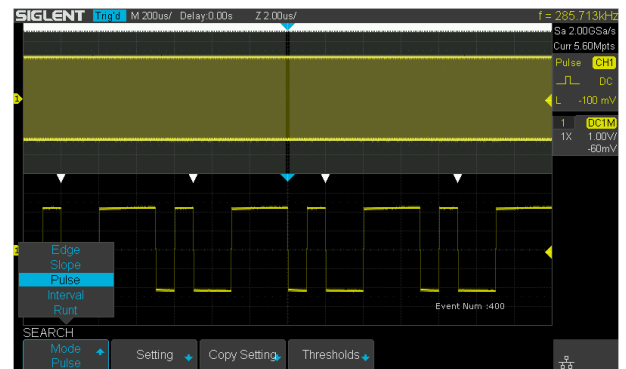 SIGLENT Trig'd M 200us/ Delay:0.00s Z 2.00us/ f = 285.713kHz
Sa 2.00GSa/s
Curr 5.60Mpts
Pulse CH1
DC
L -100 mV
1 DC1M
1X 1.00V/
-60mV
1
1
Edge
Slope
Pulse
Interval
Runt
Event Num :400
SEARCH
Mode
Pulse
Setting
Copy Setting
Thresholds